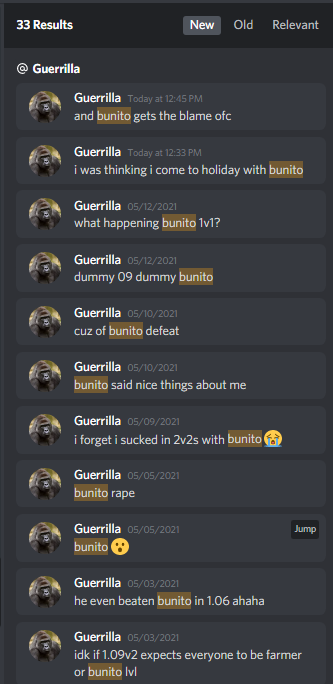 33 Results New Old Relevant
@ Guerrilla
Guerrilla Today at 12:45 PM
and bunito gets the blame ofc
Guerrilla Today at 12:33 PM
i was thinking i come to holiday with bunito
Guerrilla 05/12/2021
what happening bunito 1v1?
Guerrilla 05/12/2021
dummy 09 dummy bunito
Guerrilla 05/10/2021
cuz of bunito defeat
Guerrilla 05/10/2021
bunito said nice things about me
Guerrilla 05/09/2021
i forget i sucked in 2v2s with bunito 😭
Guerrilla 05/05/2021
bunito rape
Guerrilla 05/05/2021 Jump
bunito 😮
Guerrilla 05/03/2021
he even beaten bunito in 1.06 ahaha
Guerrilla 05/03/2021
idk if 1.09v2 expects everyone to be farmer
or bunito lvl